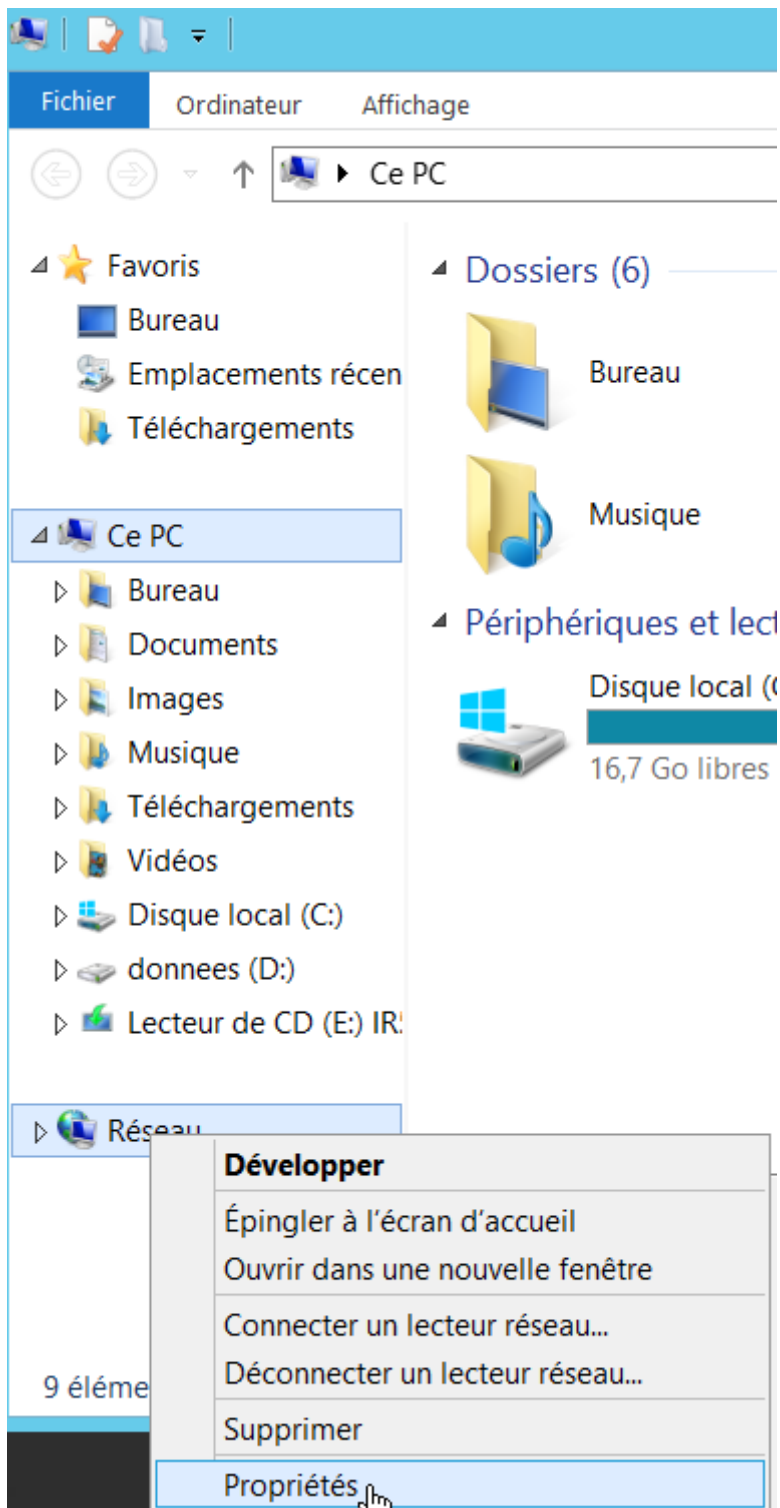 Fichier
Ordinateur
Affichage
Ce PC
Favoris
Bureau
Emplacements récen
Téléchargements
Ce PC
Bureau
Documents
Images
Musique
Téléchargements
Vidéos
Disque local (C:)
donnees (D:)
Lecteur de CD (E:)
Réseau
9 éléme
Dossiers (6)
Bureau
Musique
Périphériques et lect
Disque local (
16,7 Go libres
Développer
Épingler à l'écran d'accueil
Ouvrir dans une nouvelle fenêtre
Connecter un lecteur réseau...
Déconnecter un lecteur réseau...
Supprimer
Propriétés